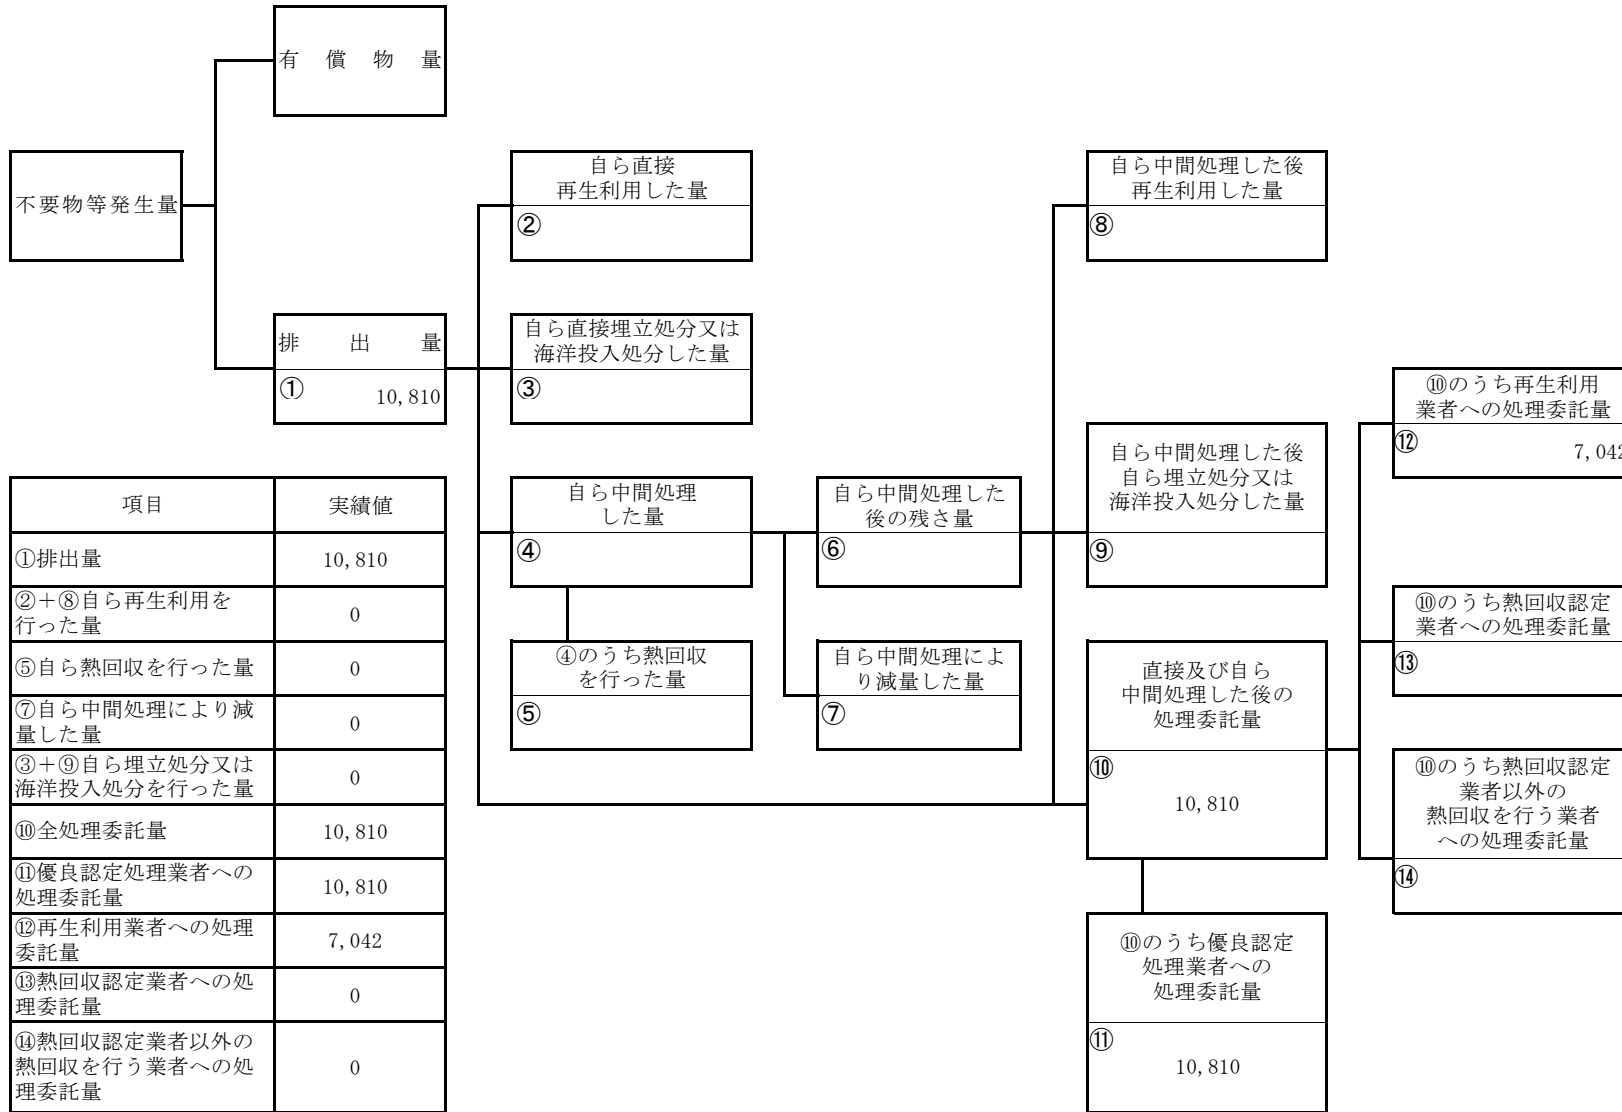 有償物量
不要物等発生量
排出量
① 10,810
自ら直接
再生利用した量
②
自ら直接埋立処分又は
海洋投入処分した量
③
自ら中間処理
した量
④
④のうち熱回収
を行った量
⑤
自ら中間処理した
後の残さ量
⑥
自ら中間処理によ
り減量した量
⑦
自ら中間処理した後
再生利用した量
⑧
自ら中間処理した後
自ら埋立処分又は
海洋投入処分した量
⑨
直接及び自ら
中間処理した後の
処理委託量
⑩
10,810
⑩のうち優良認定
処理業者への
処理委託量
⑪
10,810
⑩のうち再生利用
業者への処理委託量
⑫ 7,042
⑩のうち熱回収認定
業者への処理委託量
⑬
⑩のうち熱回収認定
業者以外の
熱回収を行う業者
への処理委託量
⑭
項目 実績値
①排出量 10,810
②+⑧自ら再生利用を
行った量 0
⑤自ら熱回収を行った量 0
⑦自ら中間処理により減
量した量 0
③+⑨自ら埋立処分又は
海洋投入処分を行った量 0
⑩全処理委託量 10,810
⑪優良認定処理業者への
処理委託量 10,810
⑫再生利用業者への処理
委託量 7,042
⑬熱回収認定業者への処
理委託量 0
⑭熱回収認定業者以外の
熱回収を行う業者への処
理委託量 0